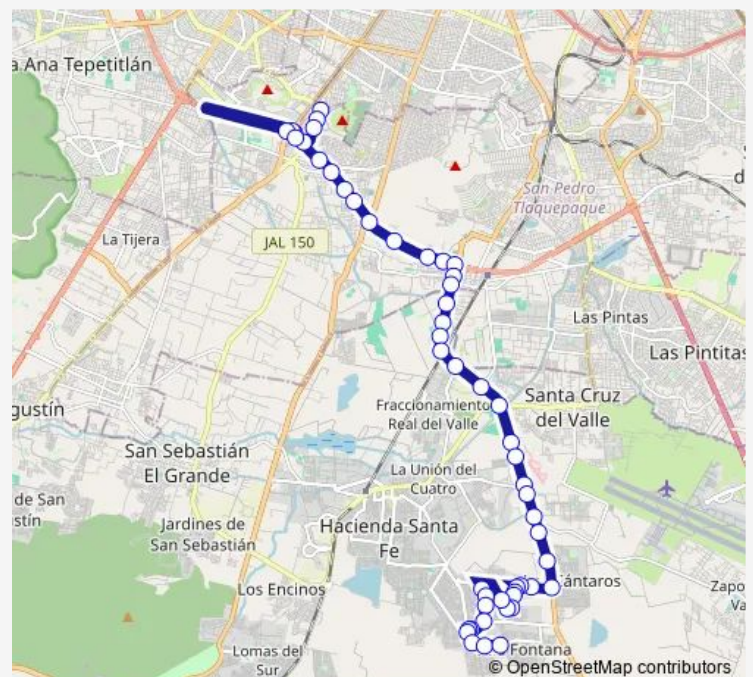 a Ana Tepetitlán
San Pedro
Tlaquepaque
La Tijera
JAL 150
Las Pintas
Las Pintitas
Fraccionamiento
Real del Valle
Santa Cruz
del Valle
gustín
San Sebastián
El Grande
La Unión del
Cuatro
de San
stín
Jardines de
San Sebastián
Hacienda Santa
Fe
Los Encinos
Cántaros
Zapo
Va
Lomas del
Sur
Fontana
© OpenStreetMap contributors